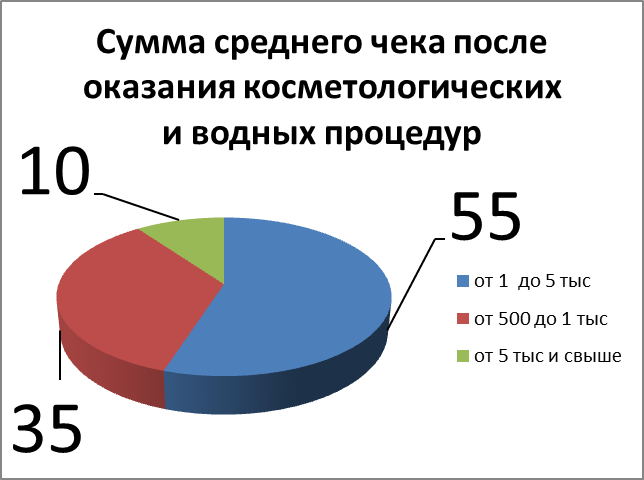 Сумма среднего чека после
оказания косметологических
и водных процедур
10
55
от 1 до 5 тыс
от 500 до 1 тыс
от 5 тыс и свыше
35